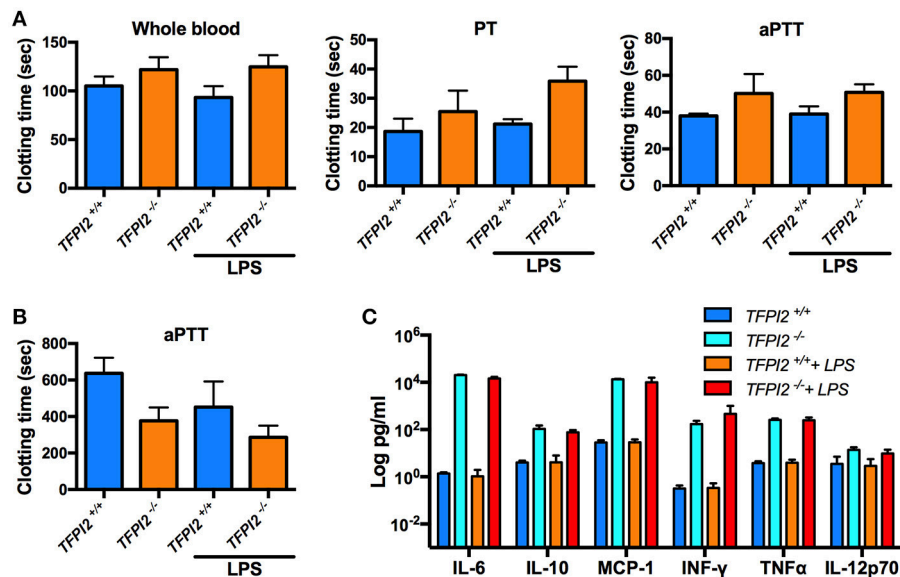 A
Whole blood
Clotting time (sec)
150
100
50
0
TFPI2 +/+
TFPI2 -/-
TFPI2 +/+
TFPI2 -/-
LPS
PT
Clotting time (sec)
50
40
30
20
10
0
TFPI2 +/+
TFPI2 -/-
TFPI2 +/+
TFPI2 -/-
LPS
aPTT
Clotting time (sec)
80
60
40
20
0
TFPI2 +/+
TFPI2 -/-
TFPI2 +/+
TFPI2 -/-
LPS
B
aPTT
Clotting time (sec)
800
600
400
200
0
TFPI2 +/+
TFPI2 -/-
TFPI2 +/+
TFPI2 -/-
LPS
C
TFPI2 +/+
TFPI2 -/-
TFPI2 +/+ + LPS
TFPI2 -/- + LPS
Log pg/ml
10^6
10^4
10^2
10^0
10^-2
IL-6 IL-10 MCP-1 INF-γ TNFα IL-12p70